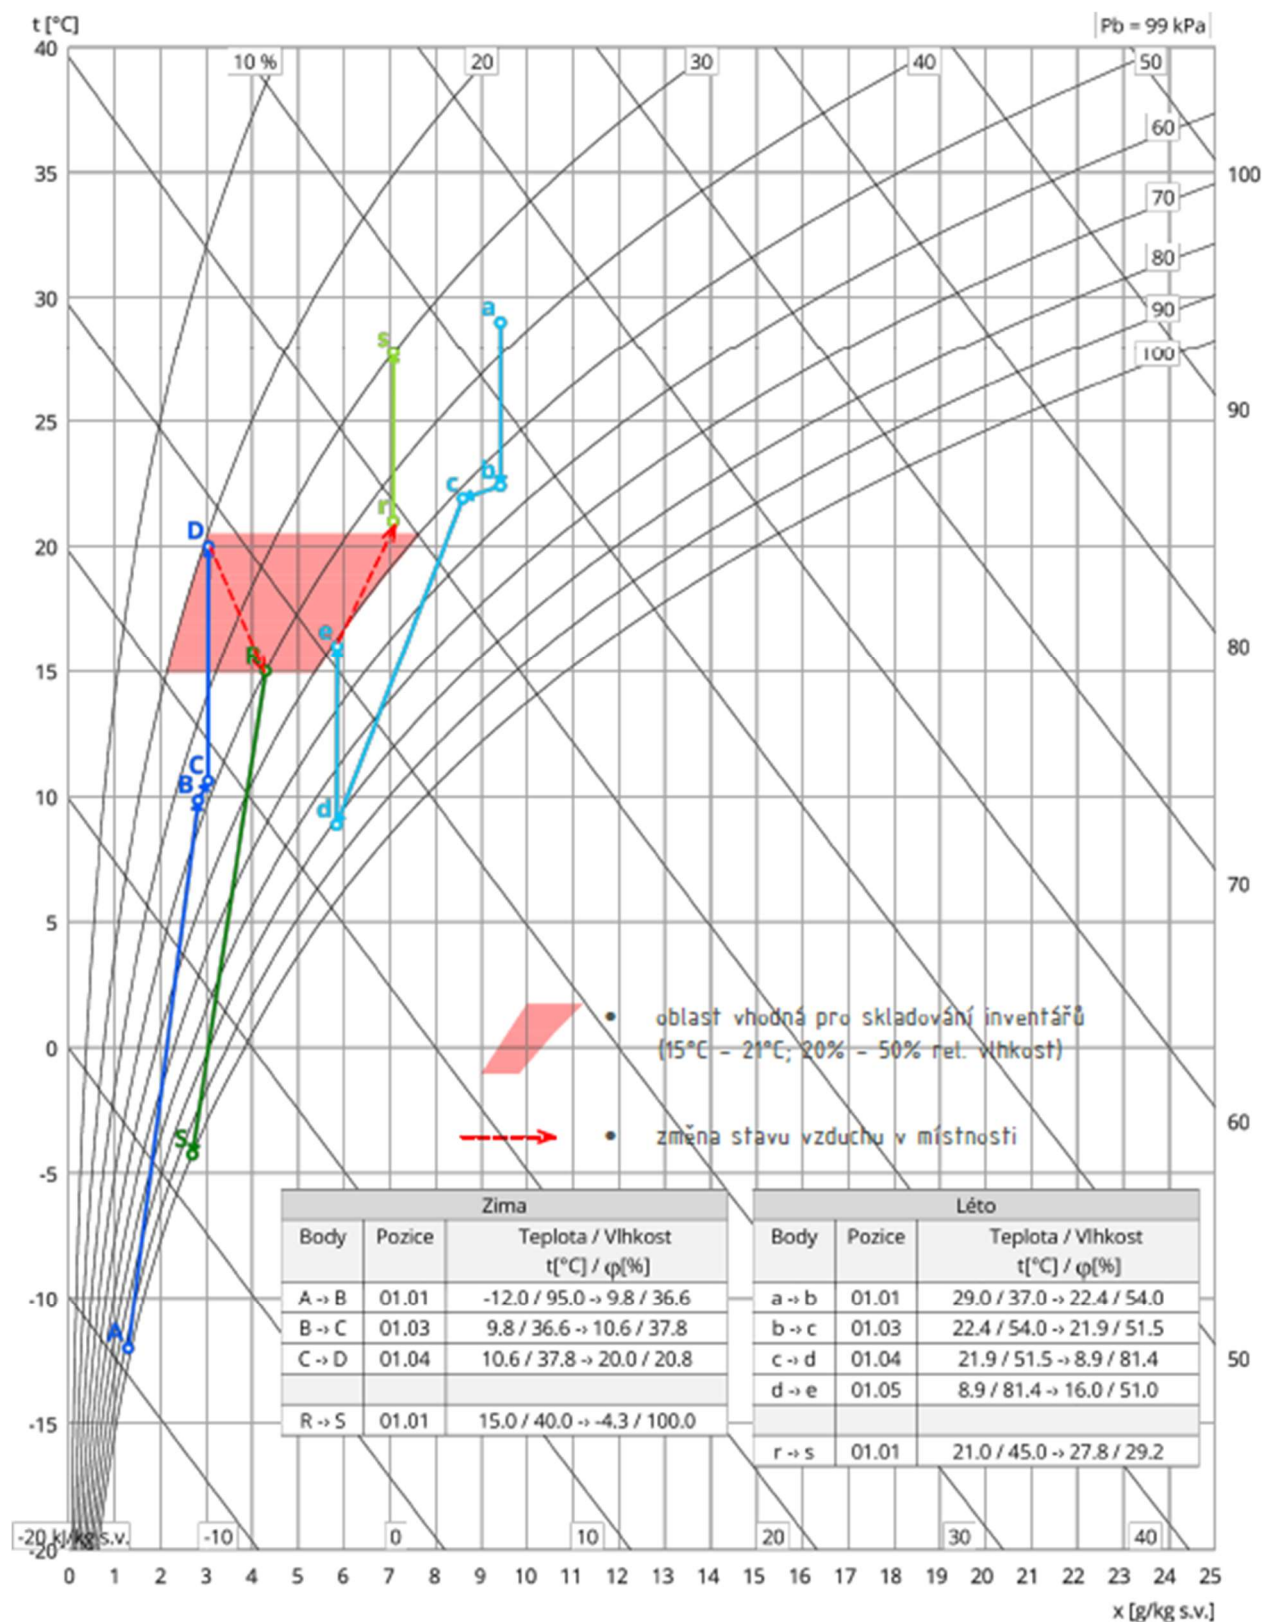 t [°C]
Pb = 99 kPa
40
10 %
20
30
40
50
60
35
100
70
80
30
90
a
s
100
25
90
b
c
r
D
20
e
80
R
15
C
B
d
10
70
5
oblast vhodná pro skladování inventářů
0
(15°C – 21°C; 20% – 50% rel. vlhkost)
60
změna stavu vzduchu v místnosti
S
-5
Zima
Body Pozice Teplota / Vlhkost
t[°C] / φ[%]
A -> B 01.01 -12.0 / 95.0 -> 9.8 / 36.6
B -> C 01.03 9.8 / 36.6 -> 10.6 / 37.8
C -> D 01.04 10.6 / 37.8 -> 20.0 / 20.8
R -> S 01.01 15.0 / 40.0 -> -4.3 / 100.0
Léto
Body Pozice Teplota / Vlhkost
t[°C] / φ[%]
a -> b 01.01 29.0 / 37.0 -> 22.4 / 54.0
b -> c 01.03 22.4 / 54.0 -> 21.9 / 51.5
c -> d 01.04 21.9 / 51.5 -> 8.9 / 81.4
d -> e 01.05 8.9 / 81.4 -> 16.0 / 51.0
r -> s 01.01 21.0 / 45.0 -> 27.8 / 29.2
-10
A
50
-15
-20 kJ/kg s.v. -10 0 10 20 30 40
-20
0 1 2 3 4 5 6 7 8 9 10 11 12 13 14 15 16 17 18 19 20 21 22 23 24 25
x [g/kg s.v.]